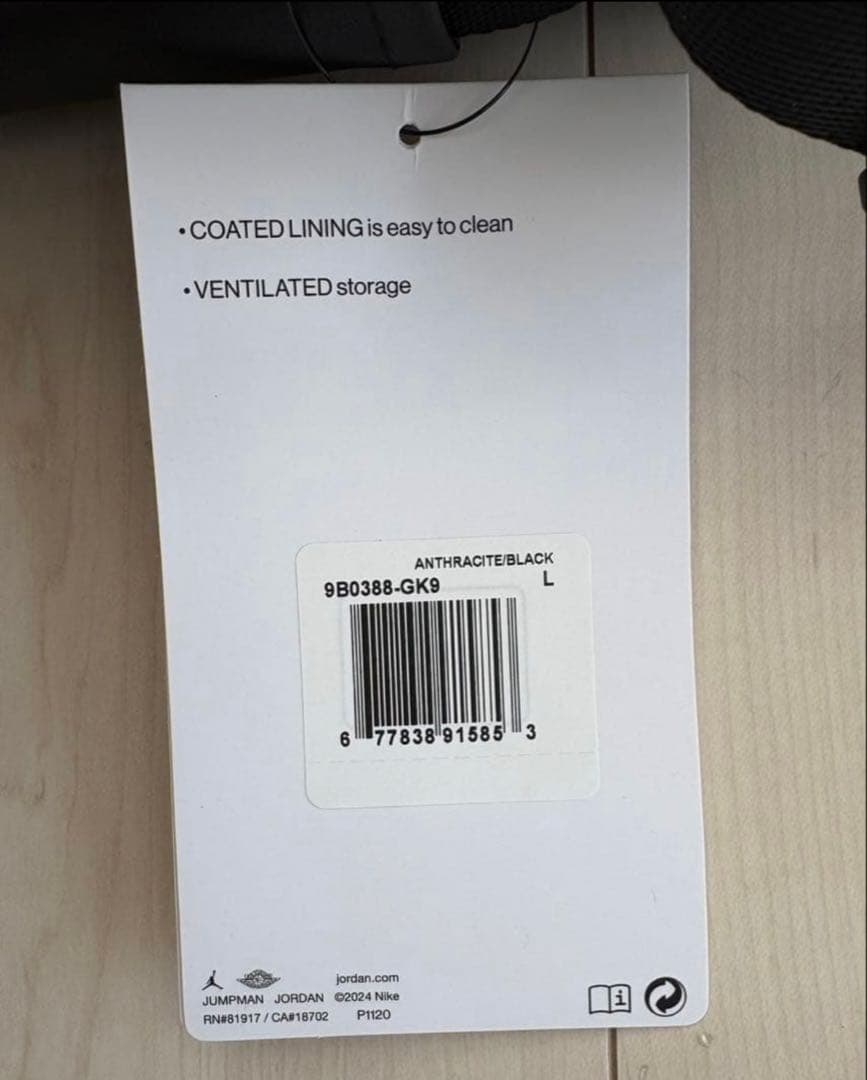 • COATED LINING is easy to clean
• VENTILATED storage
ANTHRACITE/BLACK
9B0388-GK9 L
6 77838 91585 3
jordan.com
JUMPMAN JORDAN ©2024 Nike
RN#81917 / CA#18702 P1120